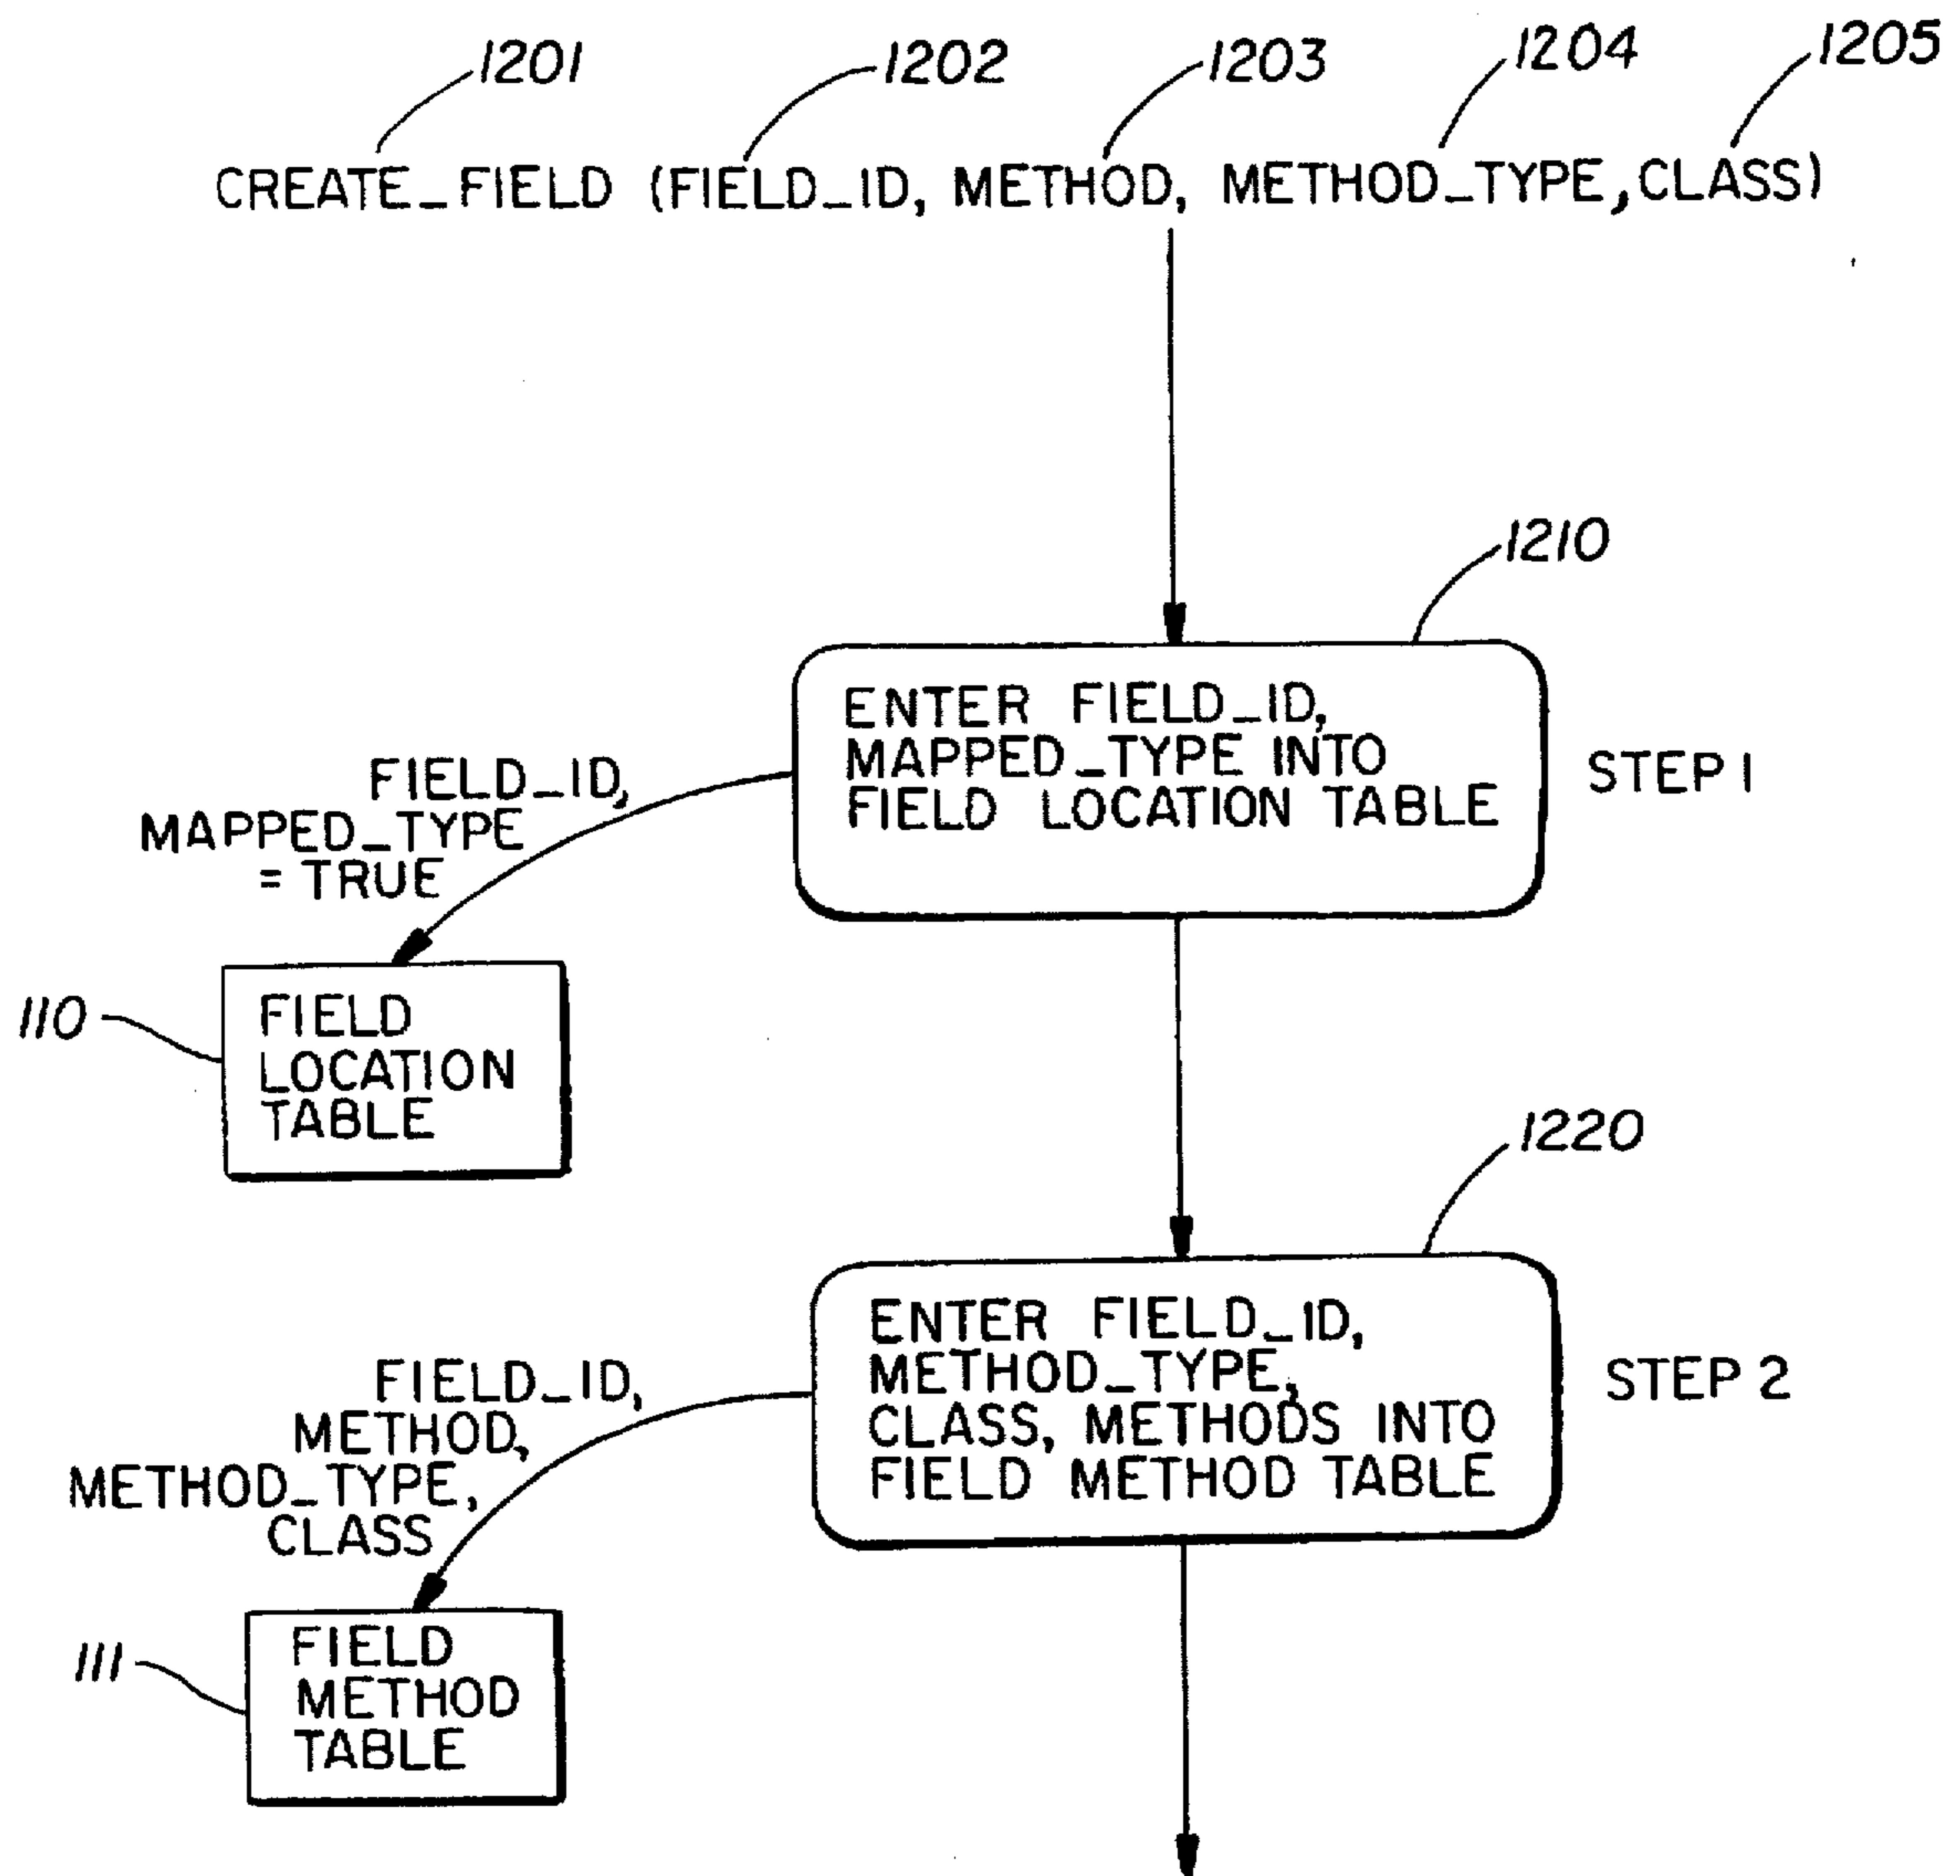 1201 1202 1203 1204 1205
CREATE_FIELD (FIELD_ID, METHOD, METHOD_TYPE, CLASS)
1210
ENTER FIELD_ID,
MAPPED_TYPE INTO
FIELD LOCATION TABLE
STEP 1
FIELD_ID,
MAPPED_TYPE
= TRUE
110
FIELD
LOCATION
TABLE
1220
ENTER FIELD_ID,
METHOD_TYPE,
CLASS, METHODS INTO
FIELD METHOD TABLE
STEP 2
FIELD_ID,
METHOD,
METHOD_TYPE,
CLASS
111
FIELD
METHOD
TABLE